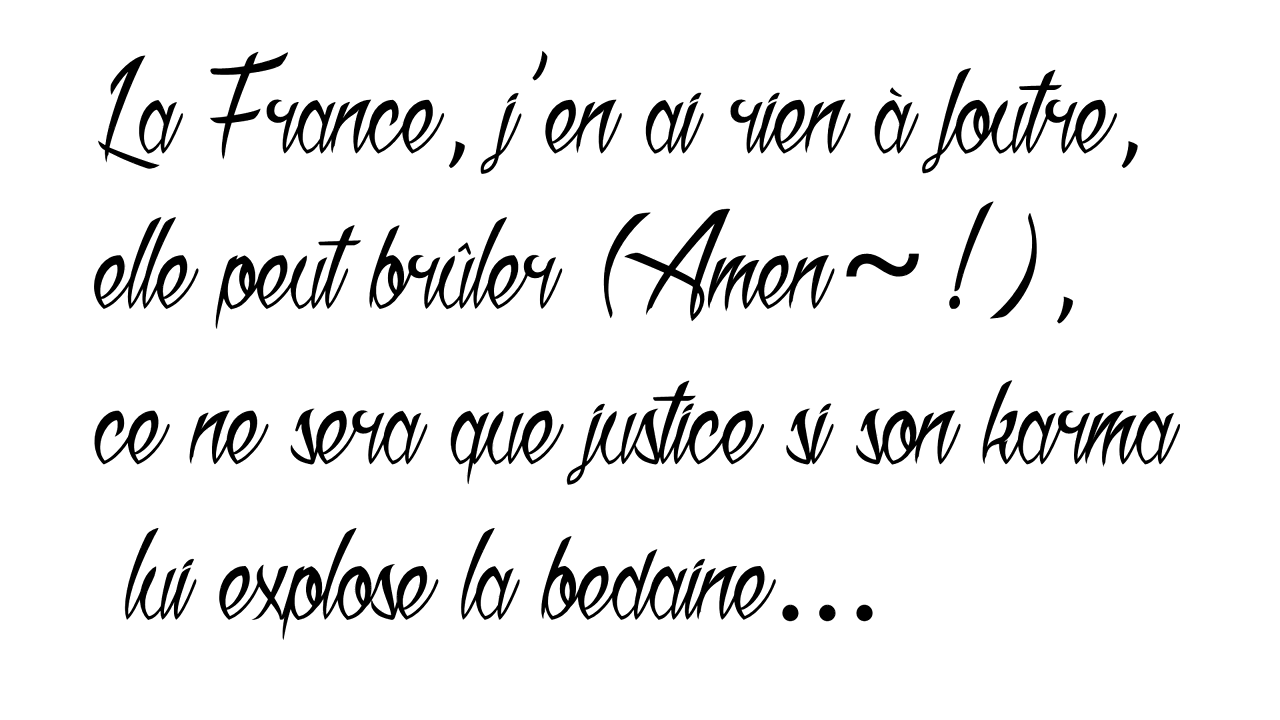 La France, j'en ai rien à foutre,
elle peut brûler (Amen~!),
ce ne sera que justice si son karma
lui explose la bedaine...